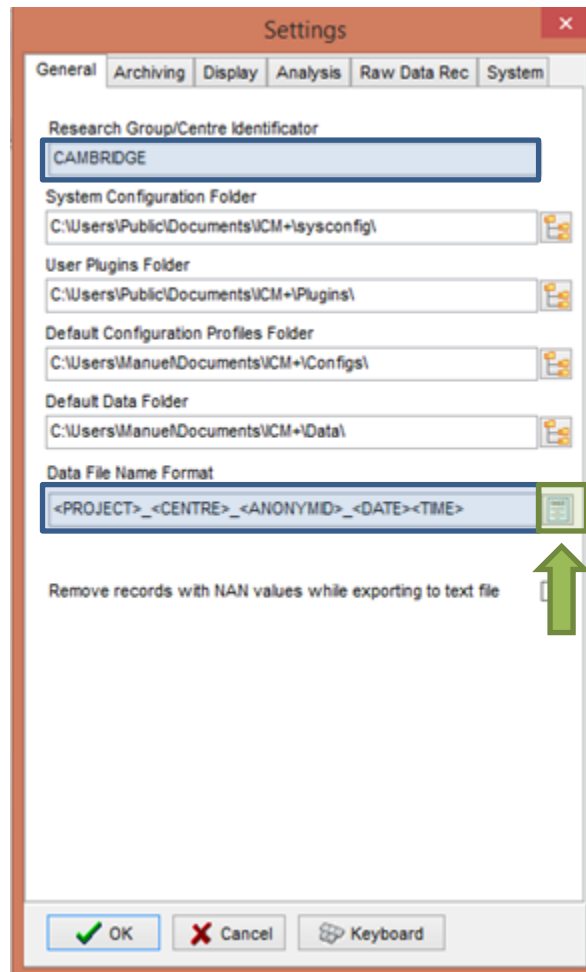 Settings
General Archiving Display Analysis Raw Data Rec System
Research Group/Centre Identificator
CAMBRIDGE
System Configuration Folder
C:\Users\Public\Documents\ICM+\sysconfig\
User Plugins Folder
C:\Users\Public\Documents\ICM+\Plugins\
Default Configuration Profiles Folder
C:\Users\Manuel\Documents\ICM+\Configs\
Default Data Folder
C:\Users\Manuel\Documents\ICM+\Data\
Data File Name Format
<PROJECT>_<CENTRE>_<ANONYMID>_<DATE><TIME>
Remove records with NAN values while exporting to text file
OK Cancel Keyboard